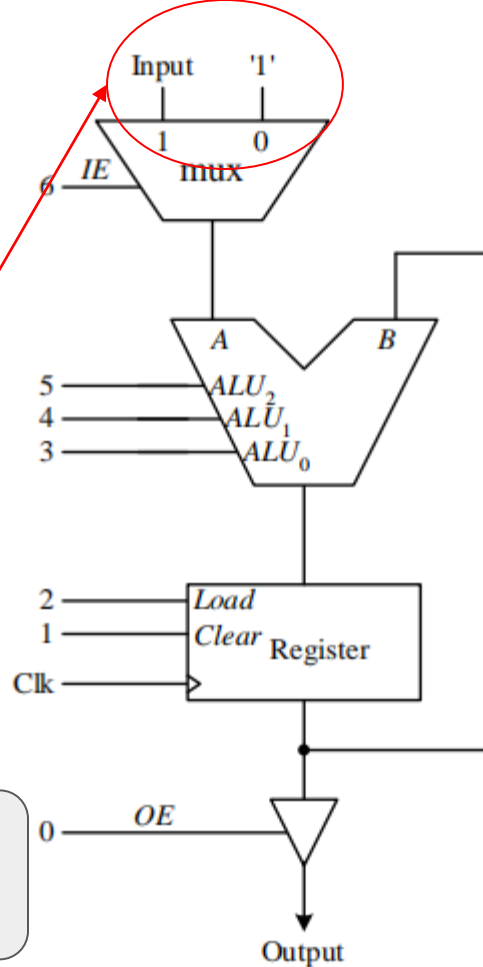 Input '1'
1 0
mux
6 IE
A B
5 ALU2
4 ALU1
3 ALU0
2 Load
1 Clear Register
Clk
0 OE
Output